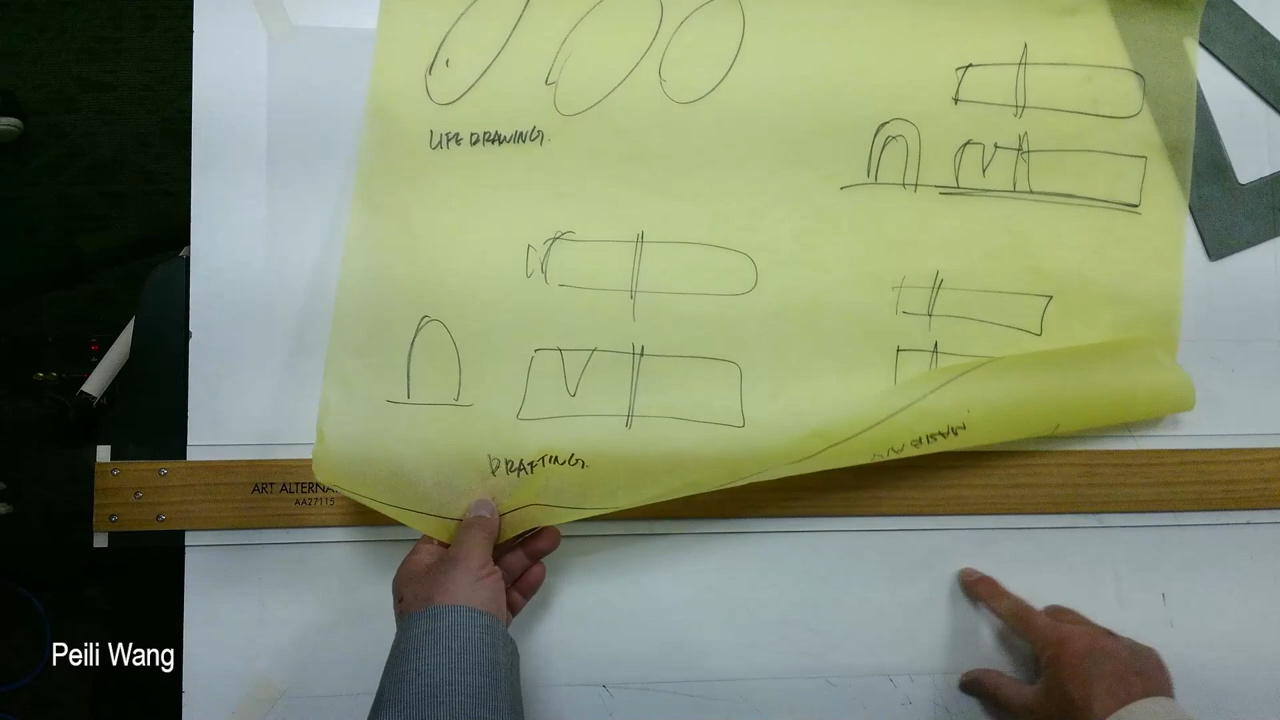 LIFE DRAWING.
DRAFTING.
ART ALTERNA
AA27115
Peili Wang